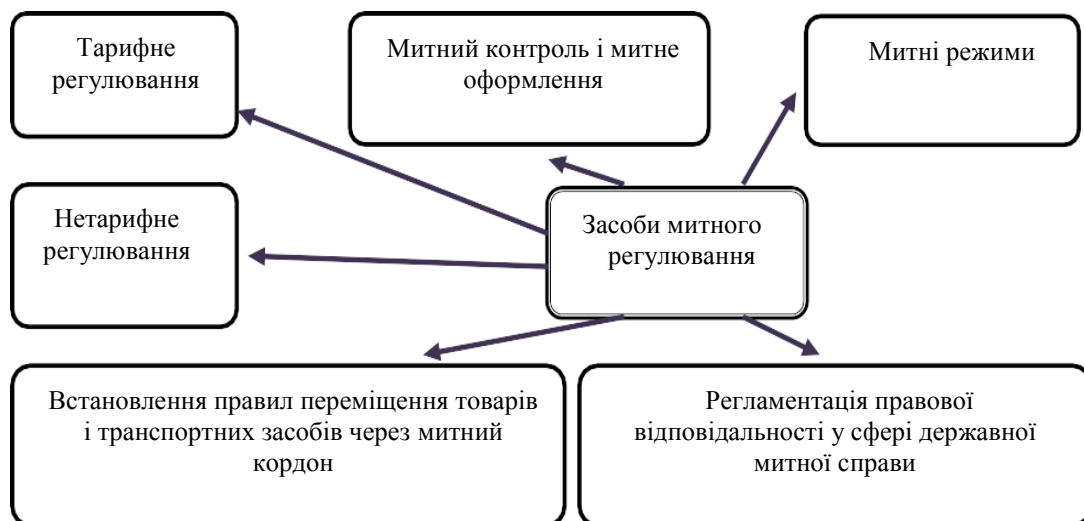 Тарифне
регулювання
Митний контроль і митне
оформлення
Митні режими
Нетарифне
регулювання
Засоби митного
регулювання
Встановлення правил переміщення товарів
і транспортних засобів через митний
кордон
Регламентація правової
відповідальності у сфері державної
митної справи